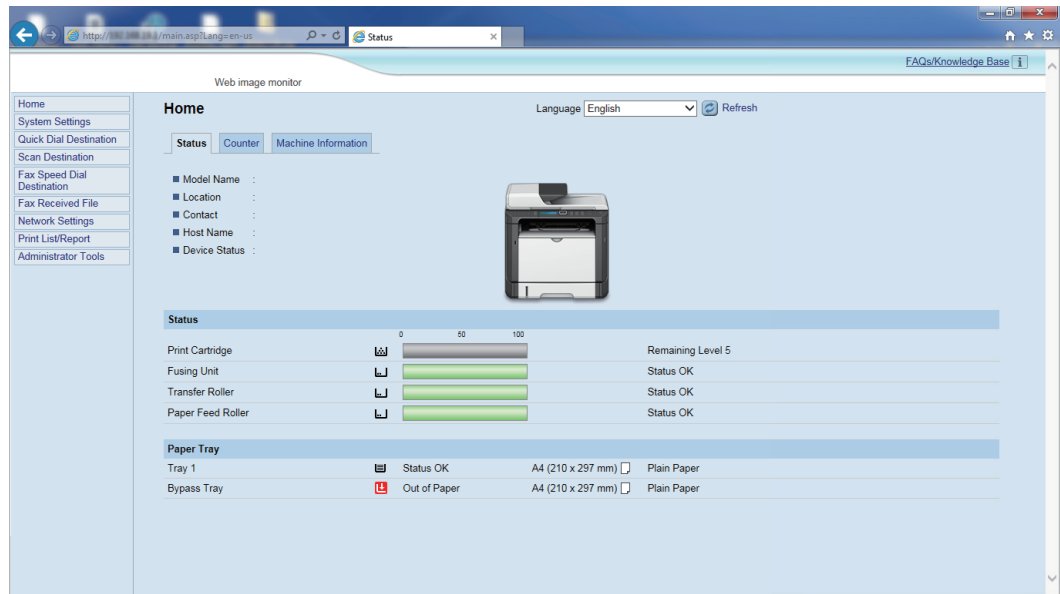 http:// /main.asp?Lang=en-us
Status
FAQs/Knowledge Base
Web image monitor
Home
System Settings
Quick Dial Destination
Scan Destination
Fax Speed Dial
Destination
Fax Received File
Network Settings
Print List/Report
Administrator Tools
Home
Language English Refresh
Status Counter Machine Information
Model Name :
Location :
Contact :
Host Name :
Device Status :
Status
0 50 100
Print Cartridge Remaining Level 5
Fusing Unit Status OK
Transfer Roller Status OK
Paper Feed Roller Status OK
Paper Tray
Tray 1 Status OK A4 (210 x 297 mm) Plain Paper
Bypass Tray Out of Paper A4 (210 x 297 mm) Plain Paper